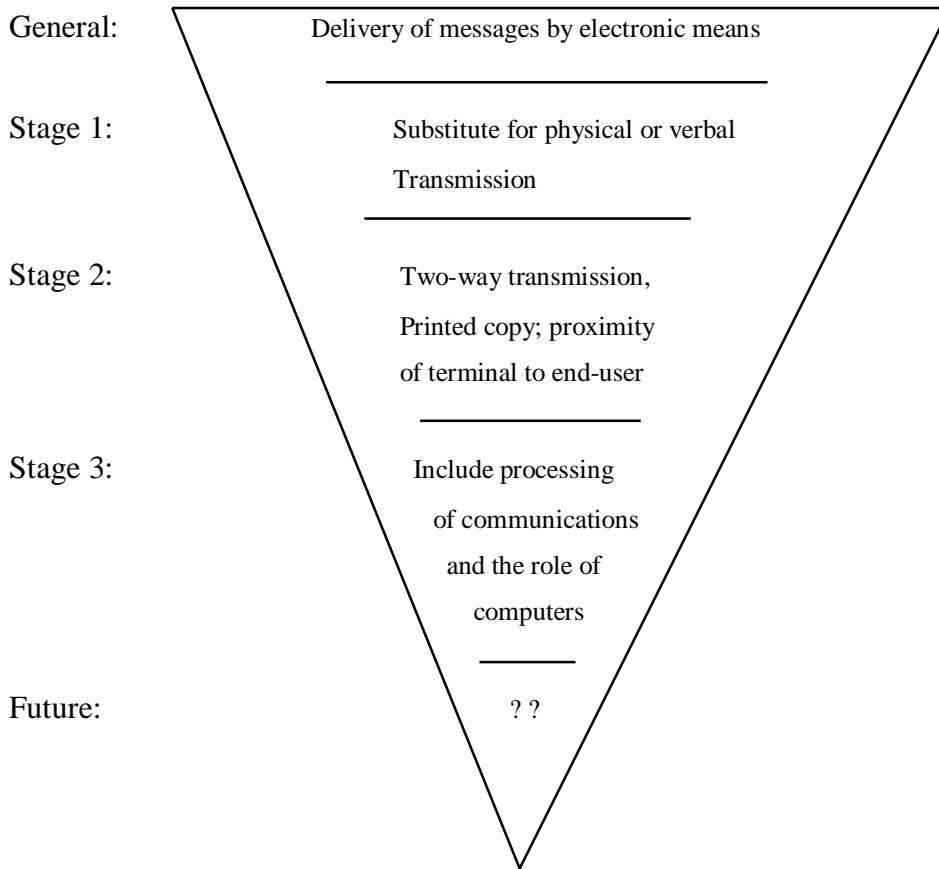 General: Delivery of messages by electronic means
Stage 1: Substitute for physical or verbal
Transmission
Stage 2: Two-way transmission,
Printed copy; proximity
of terminal to end-user
Stage 3: Include processing
of communications
and the role of
computers
Future: ? ?